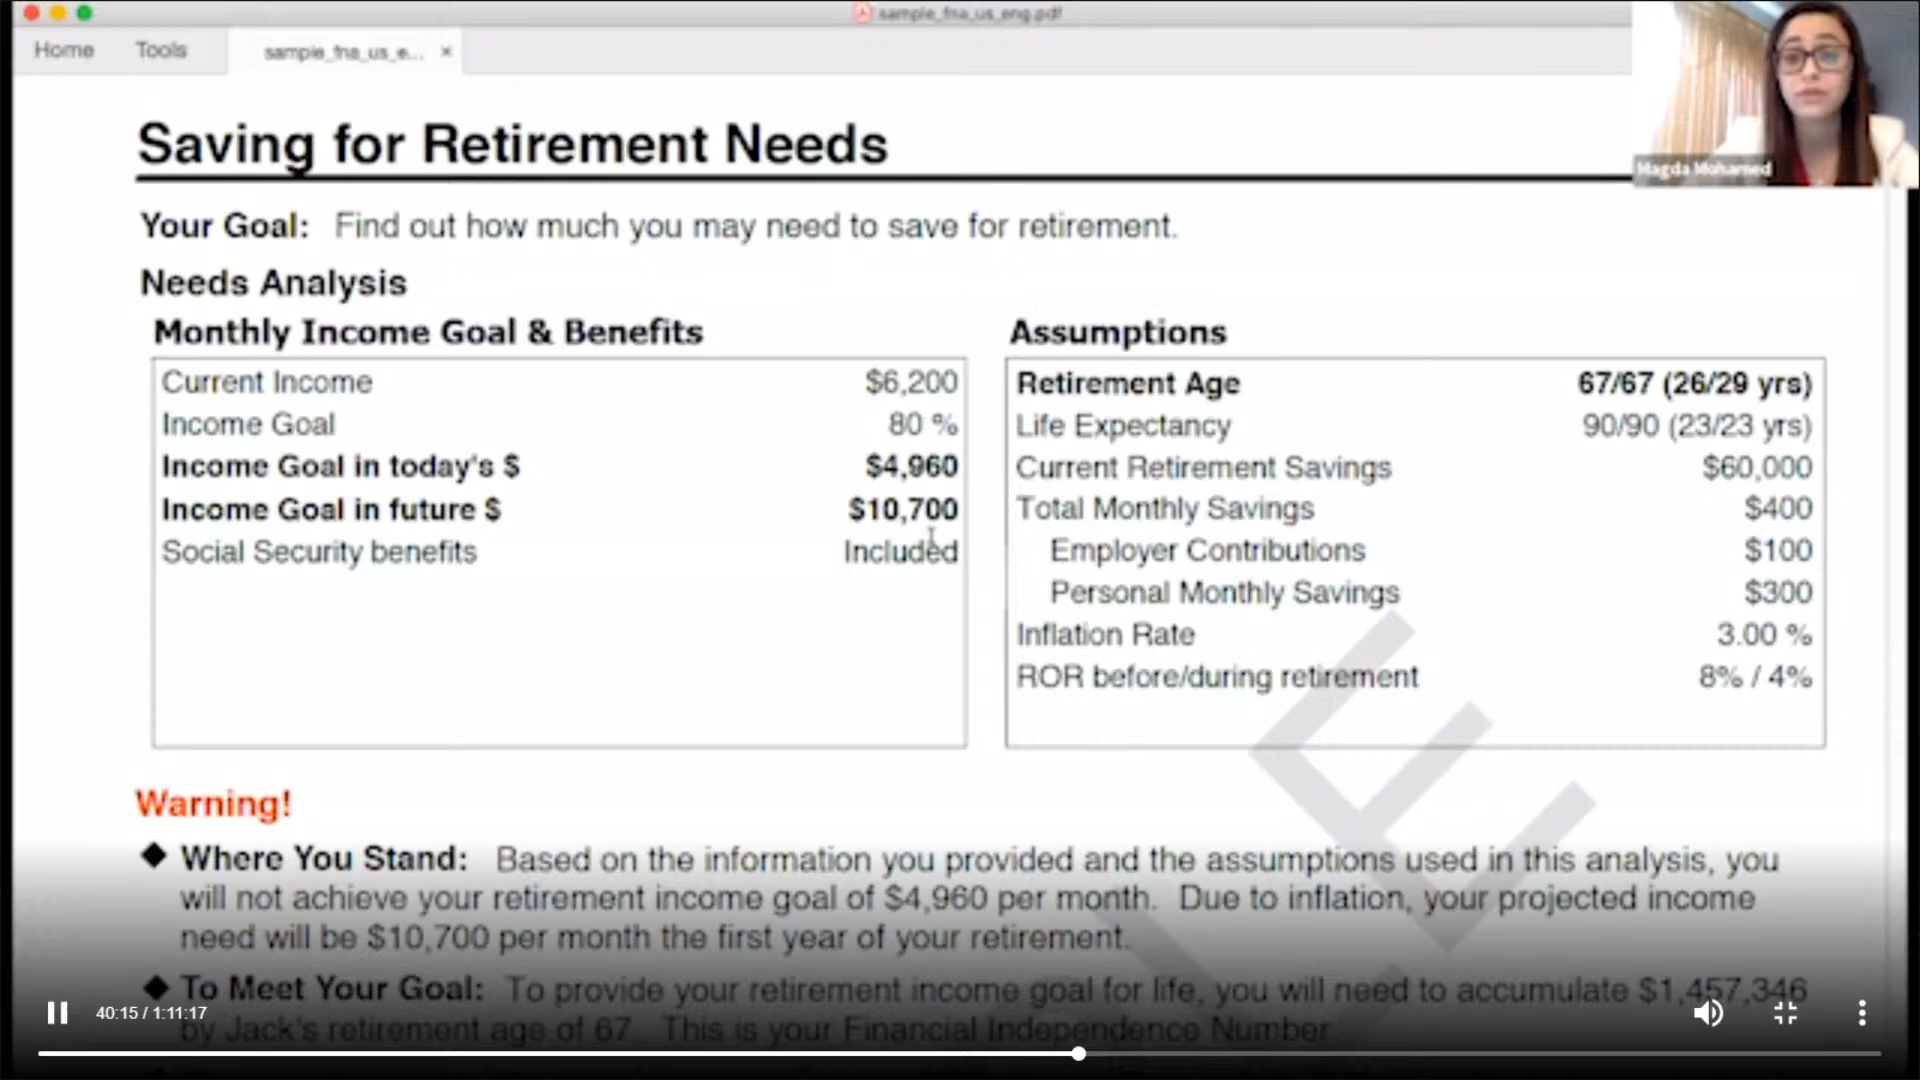 sample_fna_us_eng.pdf
Home Tools sample_fna_us_e... ×
Magda Mohamed
Saving for Retirement Needs
Your Goal: Find out how much you may need to save for retirement.
Needs Analysis
Monthly Income Goal & Benefits
Current Income $6,200
Income Goal 80 %
Income Goal in today's $ $4,960
Income Goal in future $ $10,700
Social Security benefits Included
Assumptions
Retirement Age 67/67 (26/29 yrs)
Life Expectancy 90/90 (23/23 yrs)
Current Retirement Savings $60,000
Total Monthly Savings $400
Employer Contributions $100
Personal Monthly Savings $300
Inflation Rate 3.00 %
ROR before/during retirement 8% / 4%
Warning!
◆ Where You Stand: Based on the information you provided and the assumptions used in this analysis, you
will not achieve your retirement income goal of $4,960 per month. Due to inflation, your projected income
need will be $10,700 per month the first year of your retirement.
◆ To Meet Your Goal: To provide your retirement income goal for life, you will need to accumulate $1,457,346
by Jack's retirement age of 67. This is your Financial Independence Number.
40:15 / 1:11:17